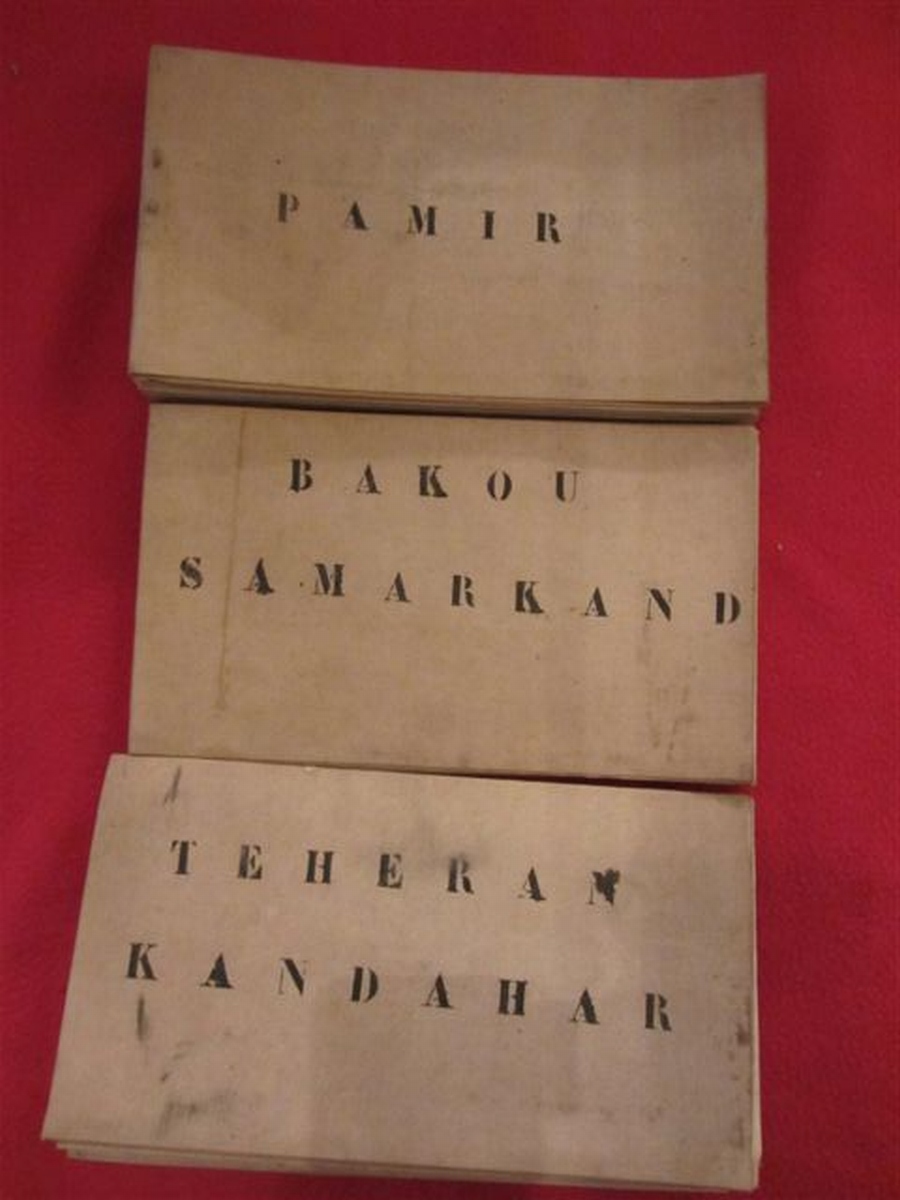 PAMIR
BAKOU
SAMARKAND
TEHERAN
KANDAHAR